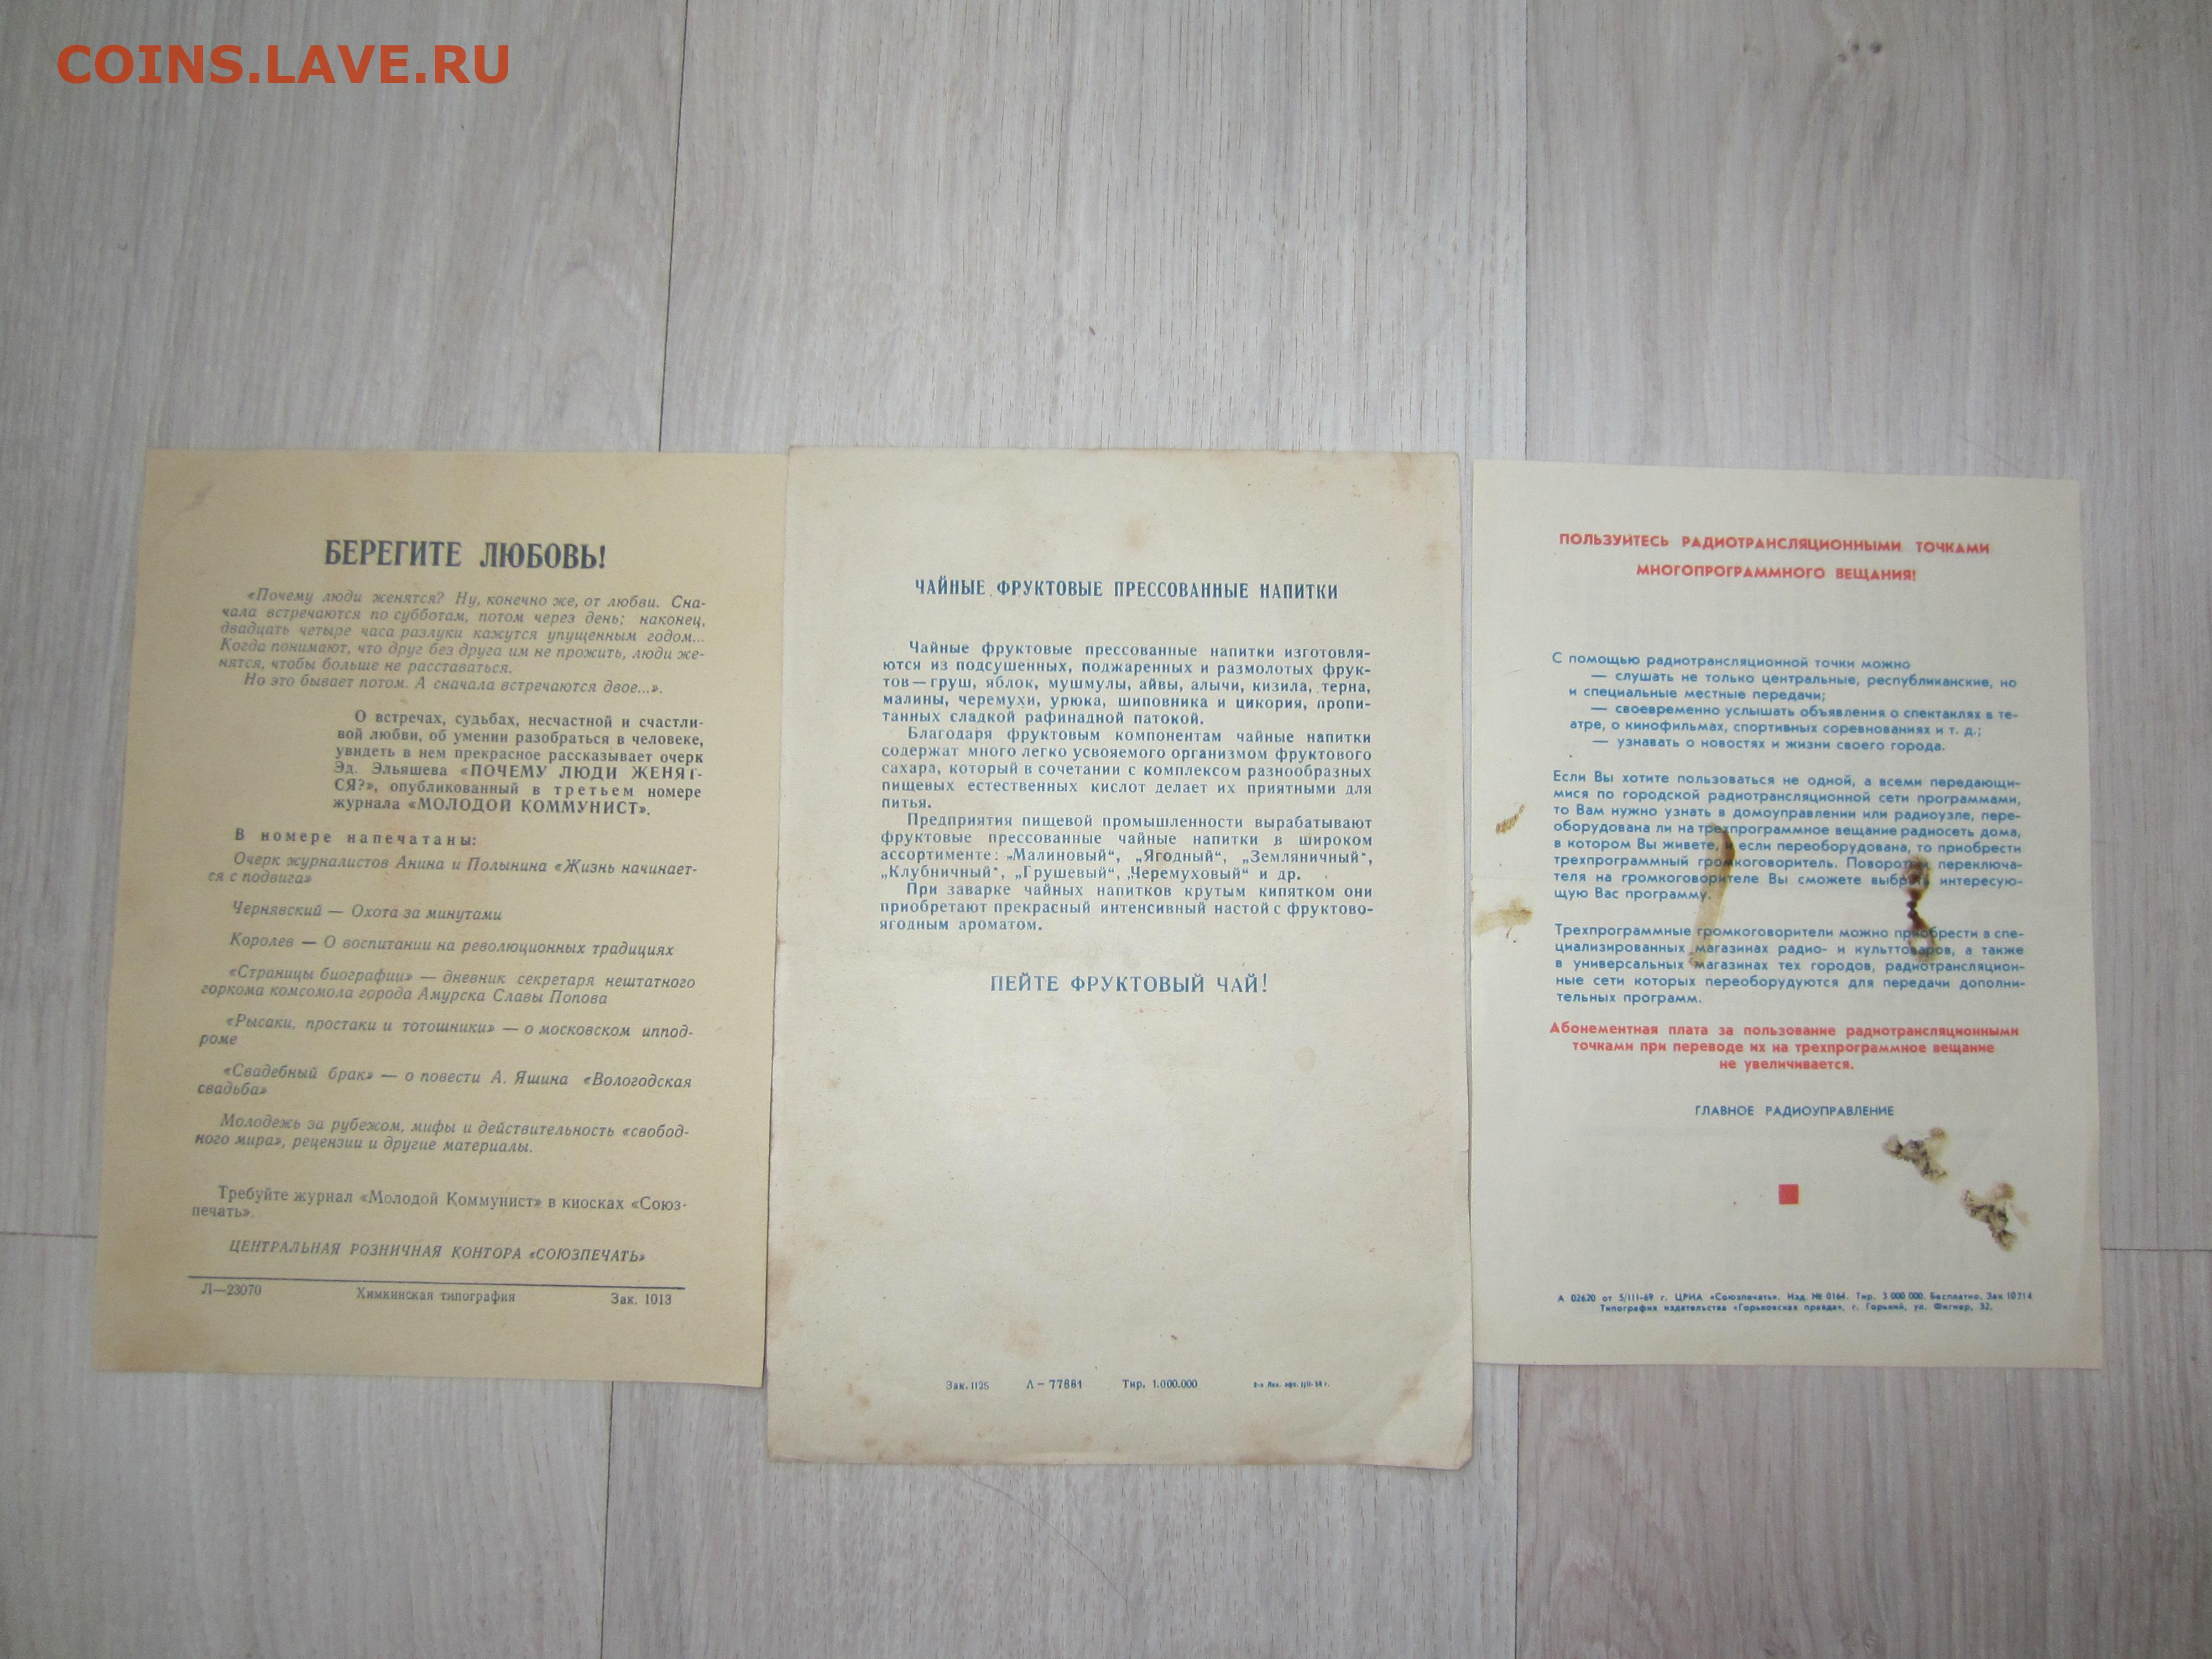 COINS.LAVE.RU
БЕРЕГИТЕ ЛЮБОВЬ!
«Почему люди женятся? Ну, конечно же, от любви. Сна-
чала встречаются по субботам, потом через день; наконец,
двадцать четыре часа разлуки кажутся упущенным годом...
Когда понимают, что друг без друга им не прожить, люди же-
нятся, чтобы больше не расставаться.
Но это бывает потом. А сначала встречаются двое...».
О встречах, судьбах, несчастной и счастли-
вой любви, об умении разобраться в человеке,
увидеть в нем прекрасное рассказывает очерк
Эд. Эльяшева «ПОЧЕМУ ЛЮДИ ЖЕНЯТ-
СЯ?», опубликованный в третьем номере
журнала «МОЛОДОЙ КОММУНИСТ».
В номере напечатаны:
Очерк журналистов Анина и Полынина «Жизнь начинает-
ся с подвига»
Чернявский — Охота за минутами
Королев — О воспитании на революционных традициях
«Страницы биографии» — дневник секретаря нештатного
горкома комсомола города Амурска Славы Попова
«Рысаки, простаки и тотошники» — о московском иппод-
роме
«Свадебный брак» — о повести А. Яшина «Вологодская
свадьба»
Молодежь за рубежом, мифы и действительность «свобод-
ного мира», рецензии и другие материалы.
Требуйте журнал «Молодой Коммунист» в киосках «Союз-
печать».
ЦЕНТРАЛЬНАЯ РОЗНИЧНАЯ КОНТОРА «СОЮЗПЕЧАТЬ»
Л—23070 Химкинская типография Зак. 1013
ЧАЙНЫЕ ФРУКТОВЫЕ ПРЕССОВАННЫЕ НАПИТКИ
Чайные фруктовые прессованные напитки изготовля-
ются из подсушенных, поджаренных и размолотых фрук-
тов — груш, яблок, мушмулы, айвы, алычи, кизила, терна,
малины, черемухи, урюка, шиповника и цикория, пропи-
танных сладкой рафинадной патокой.
Благодаря фруктовым компонентам чайные напитки
содержат много легко усвояемого организмом фруктового
сахара, который в сочетании с комплексом разнообразных
пищевых естественных кислот делает их приятными для
питья.
Предприятия пищевой промышленности вырабатывают
фруктовые прессованные чайные напитки в широком
ассортименте: „Малиновый“, „Ягодный“, „Земляничный“,
„Клубничный“, „Грушевый“, „Черемуховый“ и др.
При заварке чайных напитков крутым кипятком они
приобретают прекрасный интенсивный настой с фруктово-
ягодным ароматом.
ПЕЙТЕ ФРУКТОВЫЙ ЧАЙ!
Зак. 1125 Л—77681 Тир. 1.000.000
ПОЛЬЗУЙТЕСЬ РАДИОТРАНСЛЯЦИОННЫМИ ТОЧКАМИ
МНОГОПРОГРАММНОГО ВЕЩАНИЯ!
С помощью радиотрансляционной точки можно
— слушать не только центральные, республиканские, но
и специальные местные передачи;
— своевременно услышать объявления о спектаклях в те-
атре, о кинофильмах, спортивных соревнованиях и т. д.;
— узнавать о новостях и жизни своего города.
Если Вы хотите пользоваться не одной, а всеми передающи-
мися по городской радиотрансляционной сети программами,
то Вам нужно узнать в домоуправлении или радиоузле, пере-
оборудована ли на трехпрограммное вещание радиосеть дома,
в котором Вы живете, и если переоборудована, то приобрести
трехпрограммный громкоговоритель. Поворотом переключа-
теля на громкоговорителе Вы сможете выбрать интересую-
щую Вас программу.
Трехпрограммные громкоговорители можно приобрести в спе-
циализированных магазинах радио- и культтоваров, а также
в универсальных магазинах тех городов, радиотрансляцион-
ные сети которых переоборудуются для передачи дополни-
тельных программ.
Абонементная плата за пользование радиотрансляционными
точками при переводе их на трехпрограммное вещание
не увеличивается.
ГЛАВНОЕ РАДИОУПРАВЛЕНИЕ
А 02620 от 5/III-69 г. ЦРИА «Союзпечать». Изд. № 0164. Тир. 3 000 000. Бесплатно. Зак 10714
Типография издательства «Горьковская правда», г. Горький, ул. Фигнер, 32.